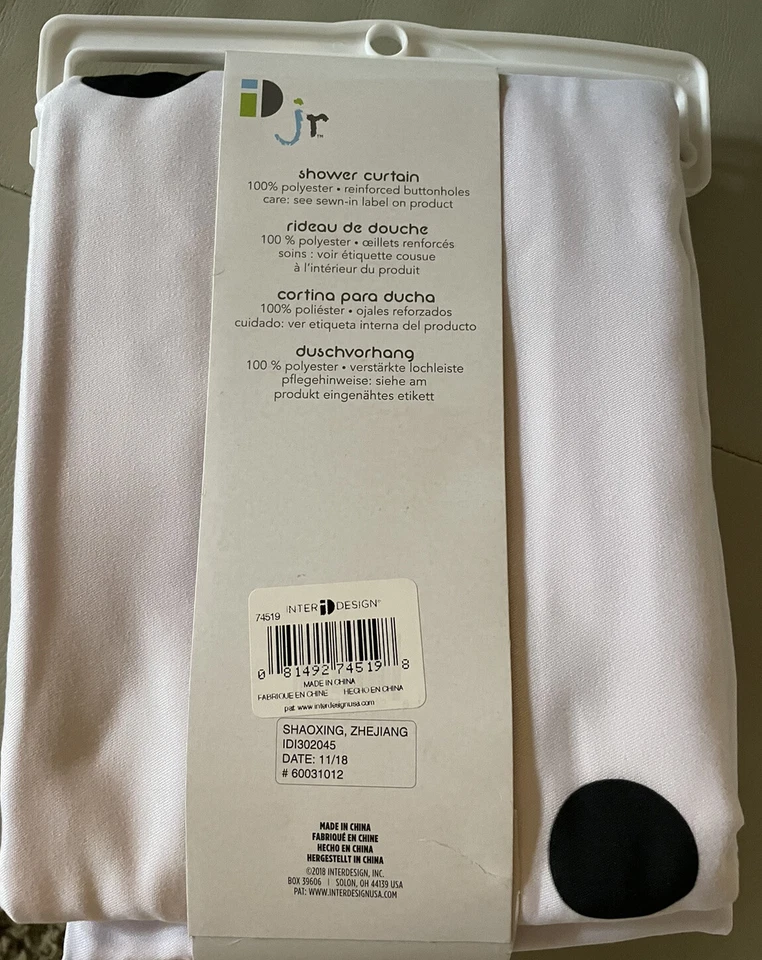 iD jr™
shower curtain
100% polyester • reinforced buttonholes
care: see sewn-in label on product
rideau de douche
100 % polyester • œillets renforcés
soins : voir étiquette cousue
à l'intérieur du produit
cortina para ducha
100% poliéster • ojales reforzados
cuidado: ver etiqueta interna del producto
duschvorhang
100 % polyester • verstärkte lochleiste
pflegehinweise: siehe am
produkt eingenähtes etikett
74519 INTER iD DESIGN®
0 81492 74519 8
MADE IN CHINA
FABRIQUE EN CHINE HECHO EN CHINA
pat: www.interdesignusa.com
SHAOXING, ZHEJIANG
IDI302045
DATE: 11/18
# 60031012
MADE IN CHINA
FABRIQUÉ EN CHINE
HECHO EN CHINA
HERGESTELLT IN CHINA
©2018 INTERDESIGN, INC.
BOX 39606 | SOLON, OH 44139 USA
PAT: WWW.INTERDESIGNUSA.COM